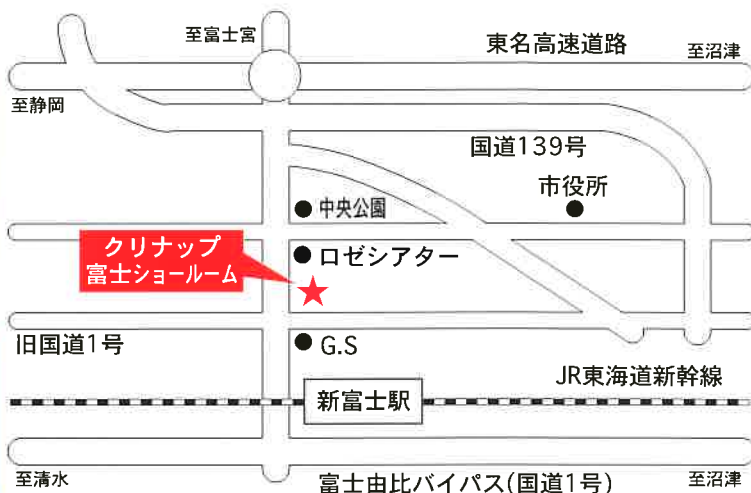 至富士宮
東名高速道路
至沼津
至静岡
国道139号
市役所
中央公園
クリナップ
富士ショールーム
ロゼシアター
旧国道1号
G.S
JR東海道新幹線
新富士駅
至清水
富士由比バイパス(国道1号)
至沼津